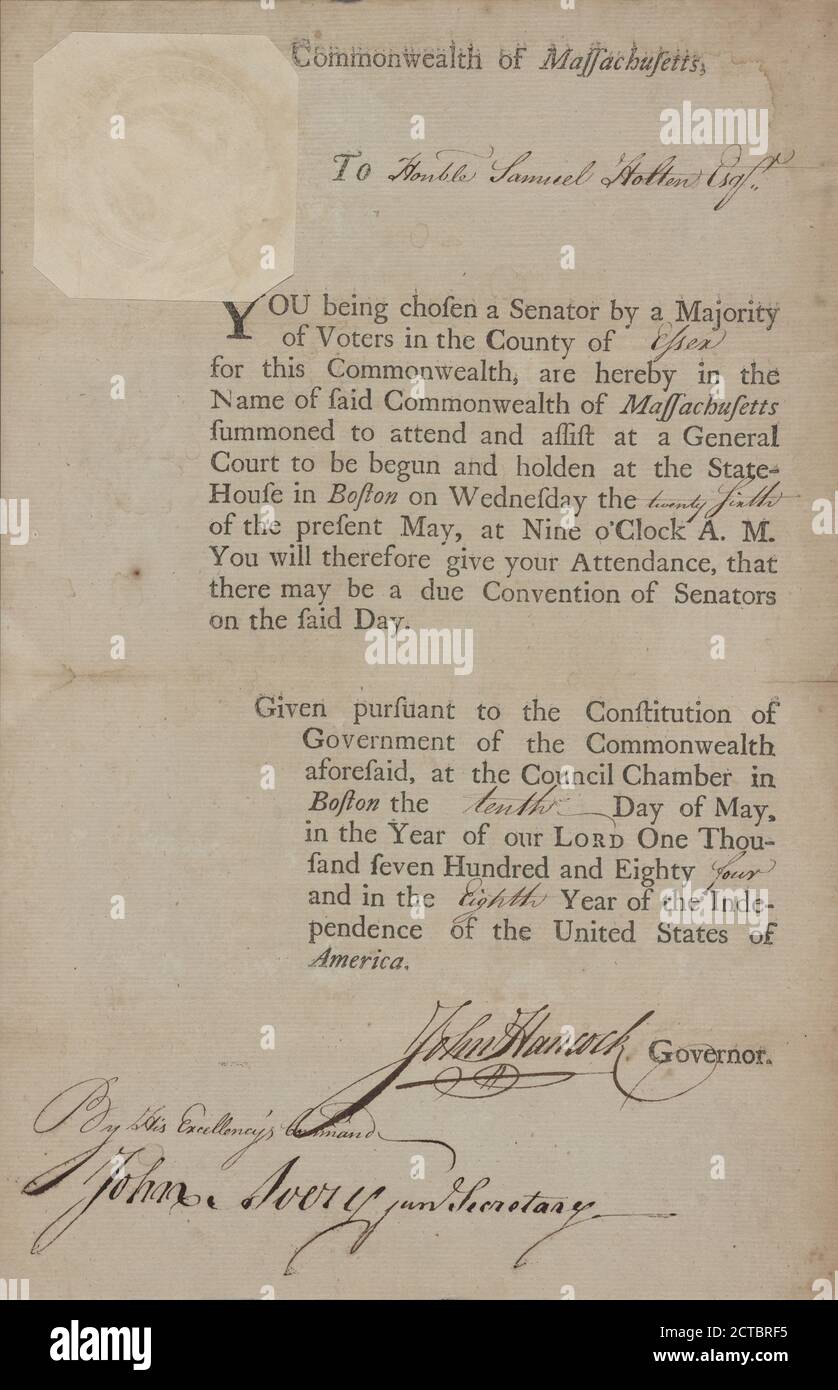 Commonwealth of Maſſachuſetts,
To Honble Samuel Holten Esqr.
YOU being choſen a Senator by a Majority
of Voters in the County of Eſsex
for this Commonwealth, are hereby in the
Name of ſaid Commonwealth of Maſſachuſetts
ſummoned to attend and aſſiſt at a General
Court to be begun and holden at the State-
Houſe in Boſton on Wedneſday the twenty ſixth
of the preſent May, at Nine o'Clock A. M.
You will therefore give your Attendance, that
there may be a due Convention of Senators
on the ſaid Day.
Given purſuant to the Conſtitution of
Government of the Commonwealth
aforeſaid, at the Council Chamber in
Boſton the tenth Day of May,
in the Year of our LORD One Thou-
ſand ſeven Hundred and Eighty four
and in the Eighth Year of the Inde-
pendence of the United States of
America.
John Hancock Governor.
By His Excellency's Command
John Avery junr Secretary
alamy
Image ID: 2CTBRF5
www.alamy.com